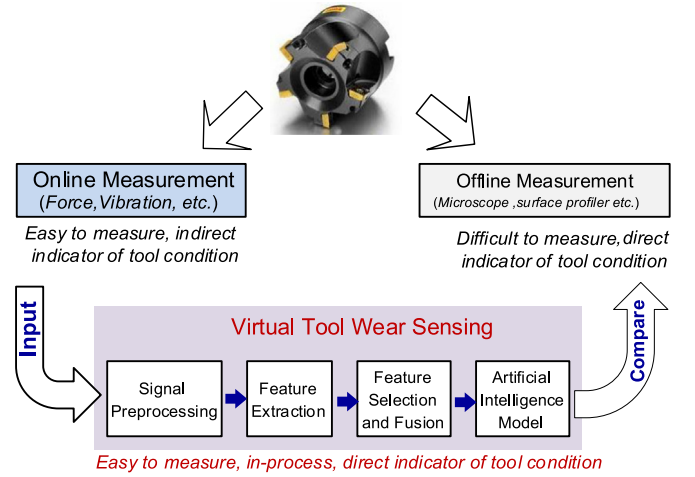 Online Measurement
(Force,Vibration, etc.)
Easy to measure, indirect
indicator of tool condition
Offline Measurement
(Microscope ,surface profiler etc.)
Difficult to measure, direct
indicator of tool condition
Input
Virtual Tool Wear Sensing
Signal
Preprocessing
Feature
Extraction
Feature
Selection
and Fusion
Artificial
Intelligence
Model
Compare
Easy to measure, in-process, direct indicator of tool condition